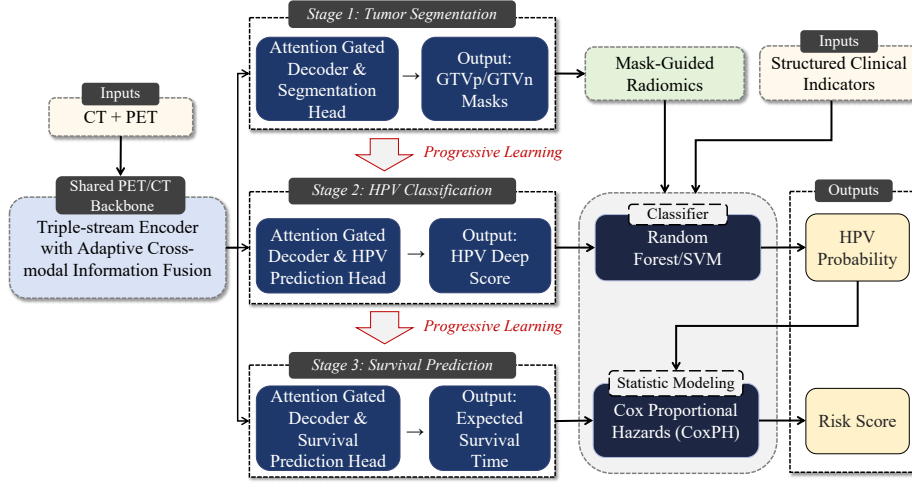 Inputs
CT + PET
Shared PET/CT
Backbone
Triple-stream Encoder
with Adaptive Cross-
modal Information Fusion
Stage 1: Tumor Segmentation
Attention Gated
Decoder &
Segmentation
Head
→
Output:
GTVp/GTVn
Masks
Progressive Learning
Stage 2: HPV Classification
Attention Gated
Decoder & HPV
Prediction Head
→
Output:
HPV Deep
Score
Progressive Learning
Stage 3: Survival Prediction
Attention Gated
Decoder &
Survival
Prediction Head
→
Output:
Expected
Survival
Time
Mask-Guided
Radiomics
Inputs
Structured Clinical
Indicators
Classifier
Random
Forest/SVM
Statistic Modeling
Cox Proportional
Hazards (CoxPH)
Outputs
HPV
Probability
Risk Score